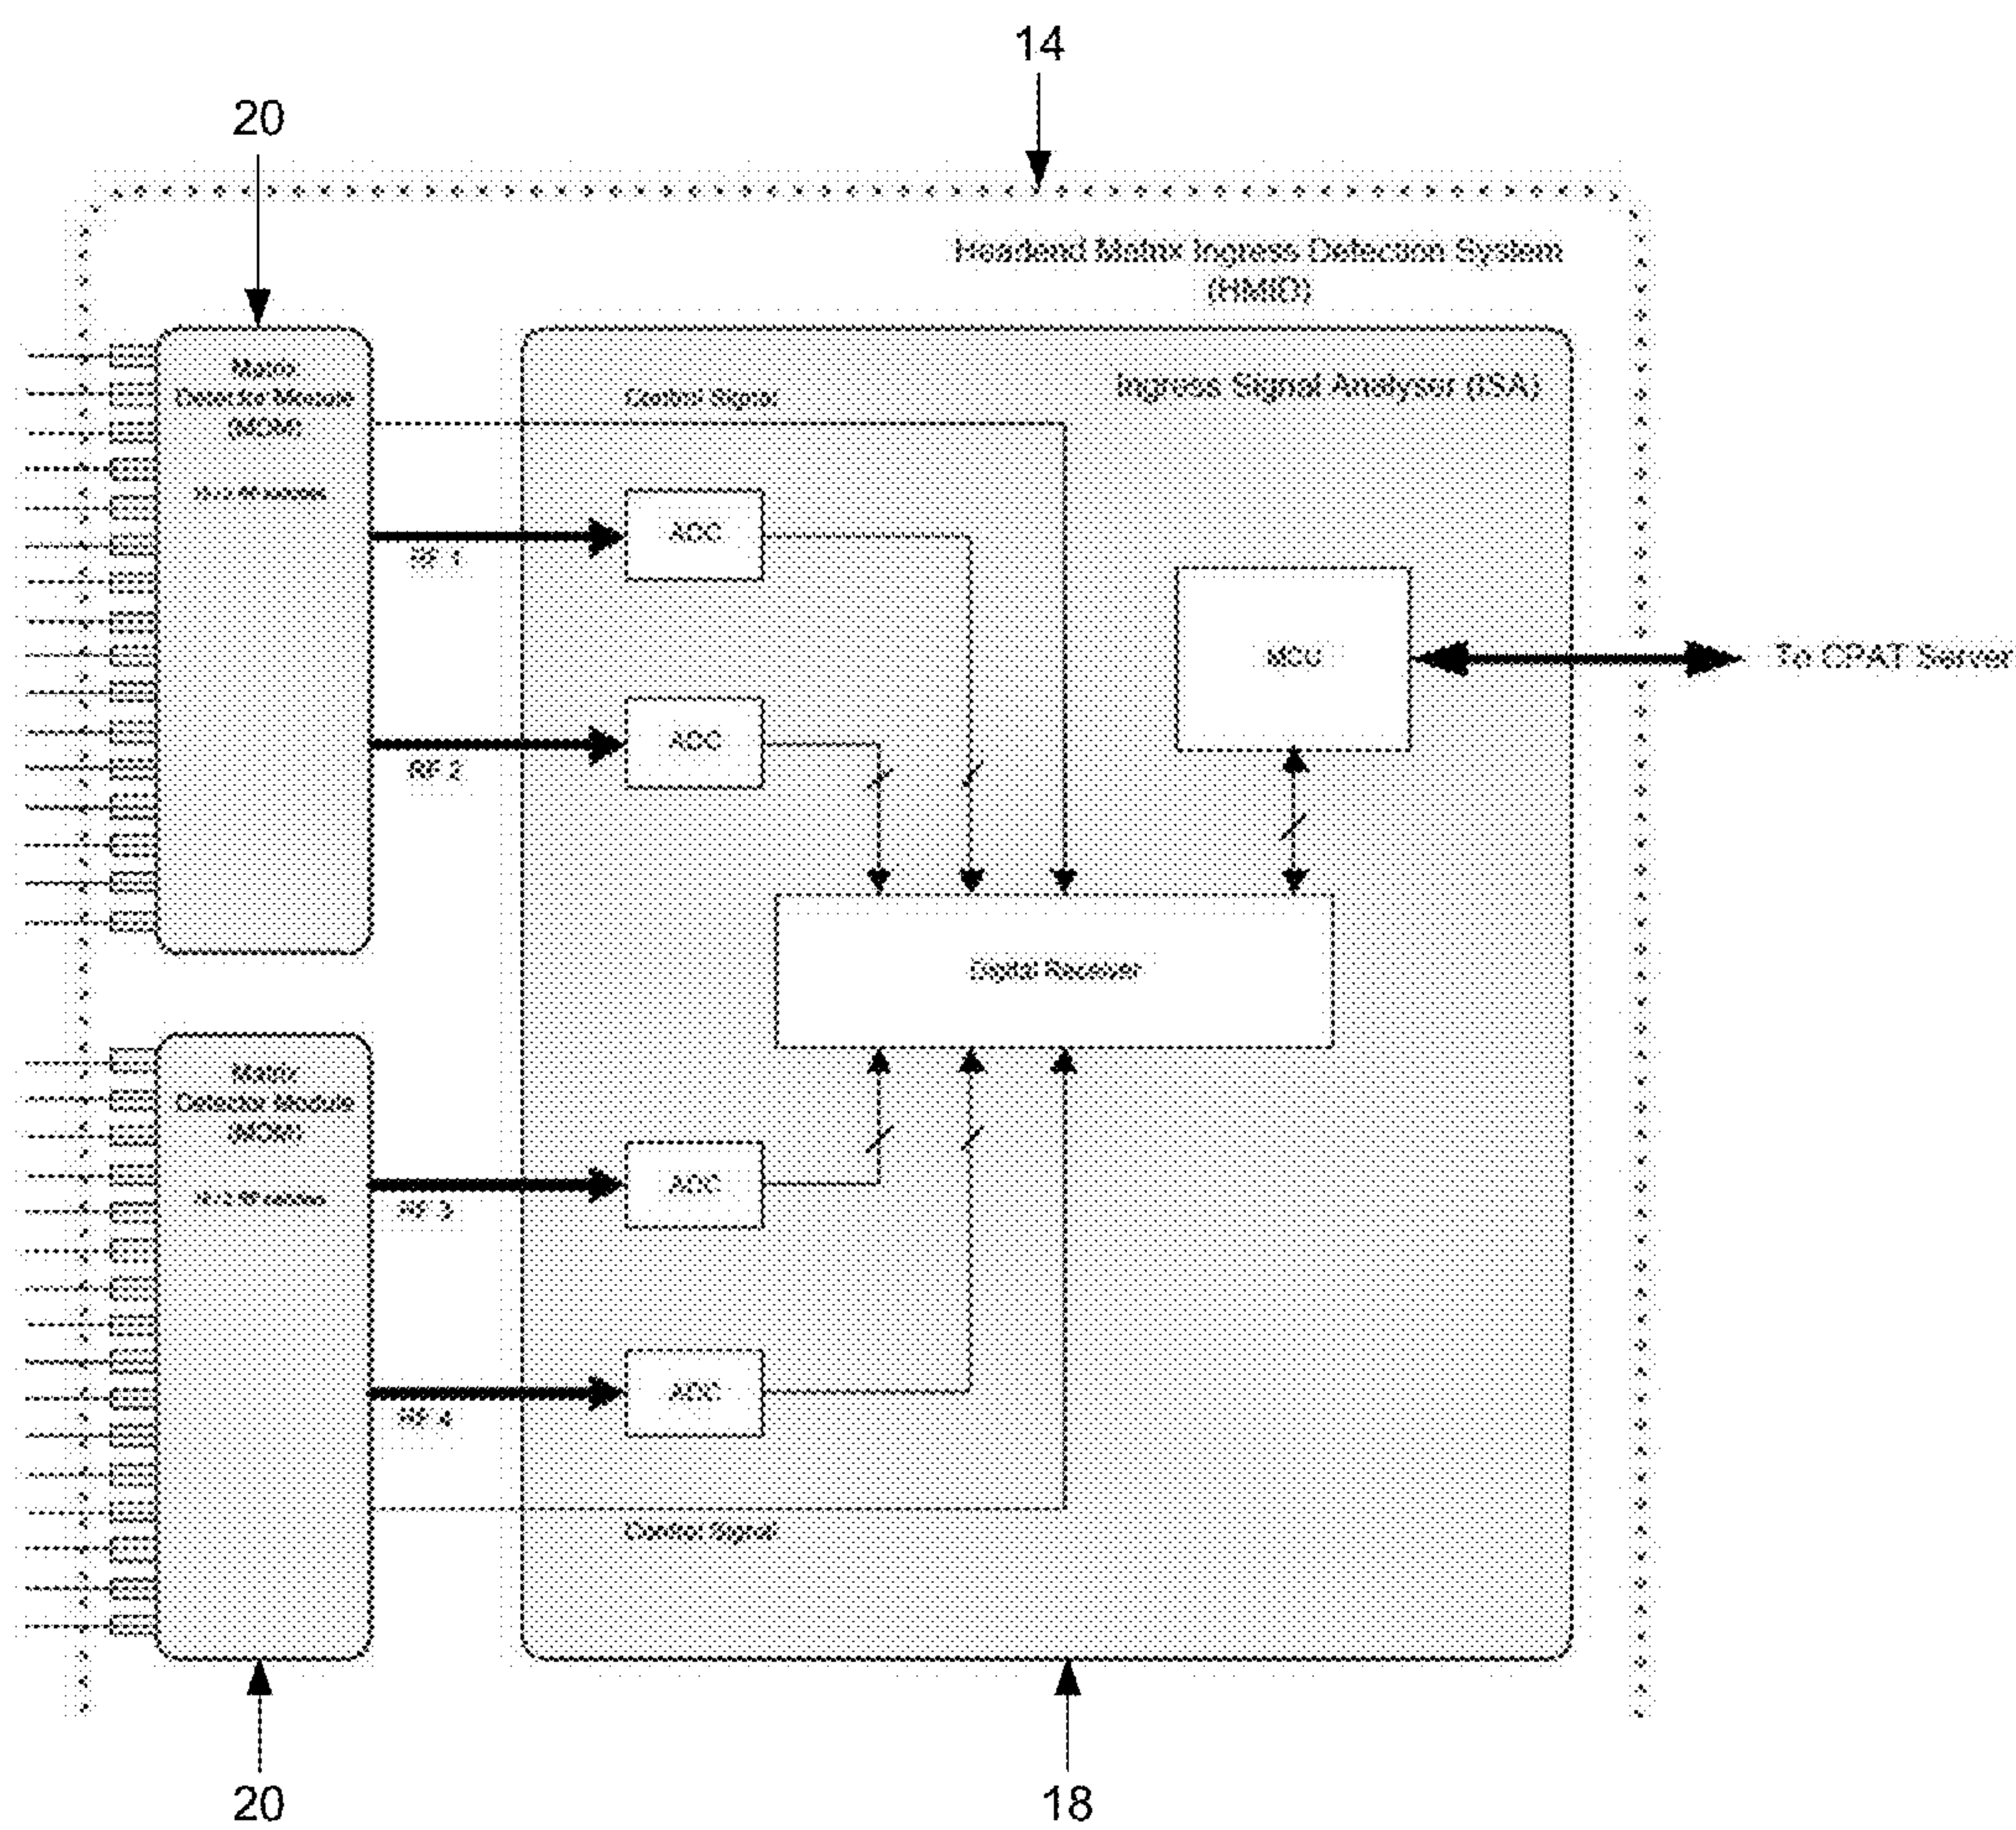 14
20
Headend Matrix Ingress Detection System
(HMID)
Matrix
Detector Module
(MDM)
Control Signal
Ingress Signal Analyser (ISA)
ADC
RF 1
MCU
To CPAT Server
ADC
RF 2
Digital Receiver
Matrix
Detector Module
(MDM)
ADC
RF 3
ADC
RF 4
Control Signal
20
18